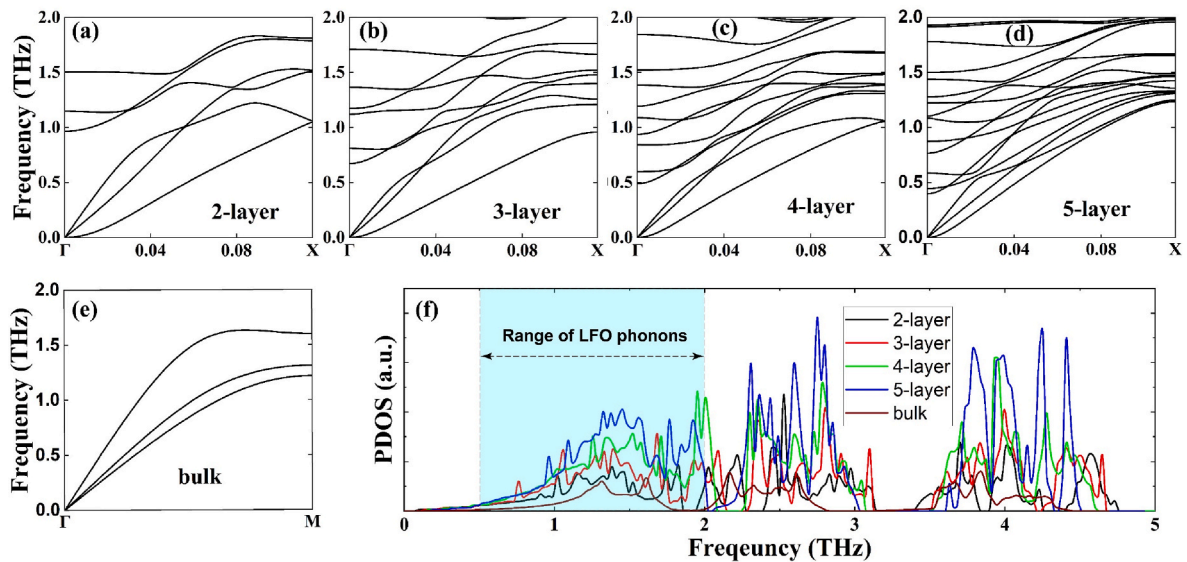 (a)
(b)
(c)
(d)
Frequency (THz)
2.0
1.5
1.0
0.5
0.0
2-layer
Γ 0.04 0.08 X
2.0
1.5
1.0
0.5
0.0
3-layer
Γ 0.04 0.08 X
2.0
1.5
1.0
0.5
0.0
4-layer
Γ 0.04 0.08 X
2.0
1.5
1.0
0.5
0.0
5-layer
Γ 0.04 0.08 X
(e)
Frequency (THz)
2.0
1.5
1.0
0.5
0.0
bulk
Γ M
(f)
PDOS (a.u.)
Range of LFO phonons
2-layer
3-layer
4-layer
5-layer
bulk
0 1 2 3 4 5
Freqeuncy (THz)